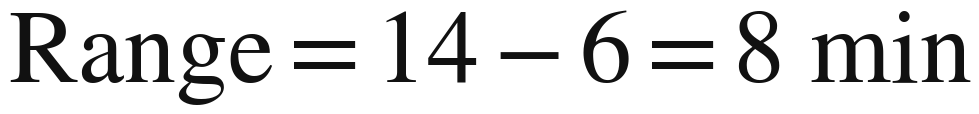 Range = 14 − 6 = 8 min